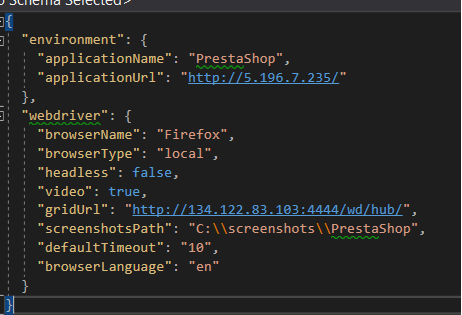 Schema Selected>
{
"environment": {
"applicationName": "PrestaShop",
"applicationUrl": "http://5.196.7.235/"
},
"webdriver": {
"browserName": "Firefox",
"browserType": "local",
"headless": false,
"video": true,
"gridUrl": "http://134.122.83.103:4444/wd/hub/",
"screenshotsPath": "C:\\screenshots\\PrestaShop",
"defaultTimeout": "10",
"browserLanguage": "en"
}
}